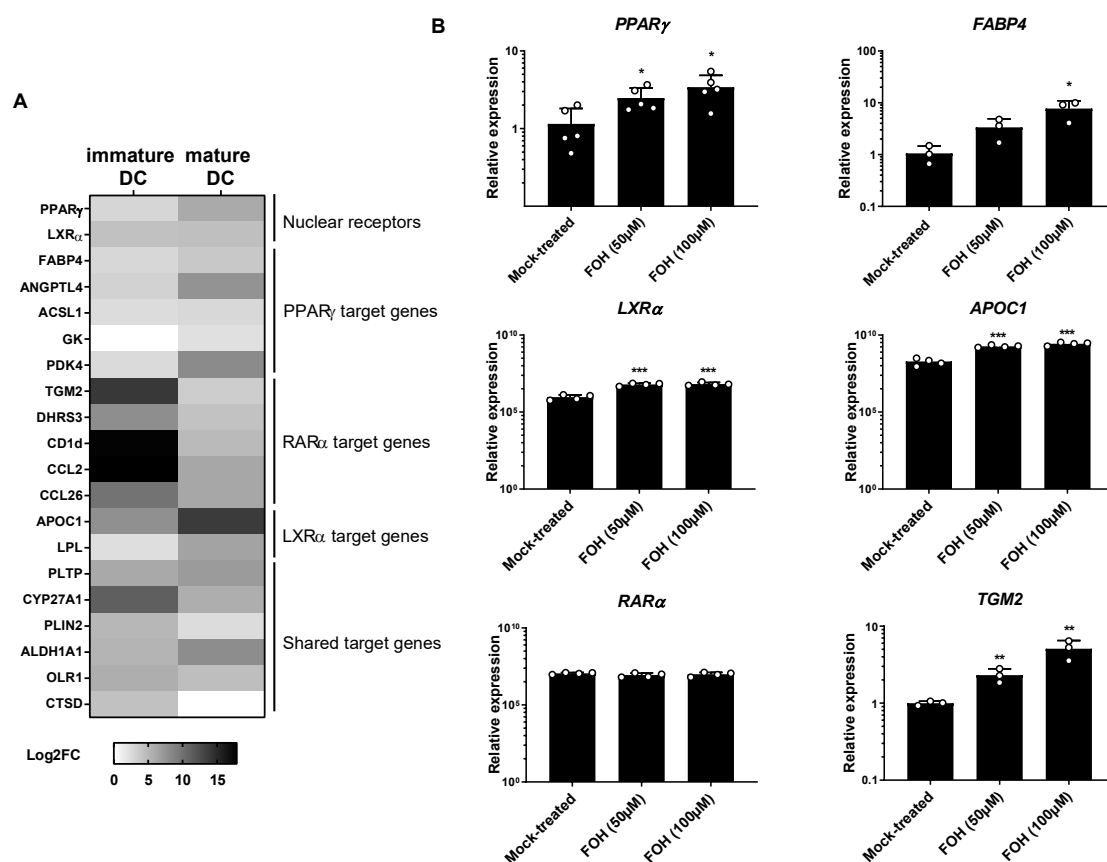 A
immature mature
DC DC
PPARγ
LXRα
FABP4
ANGPTL4
ACSL1
GK
PDK4
TGM2
DHRS3
CD1d
CCL2
CCL26
APOC1
LPL
PLTP
CYP27A1
PLIN2
ALDH1A1
OLR1
CTSD
Nuclear receptors
PPARγ target genes
RARα target genes
LXRα target genes
Shared target genes
Log2FC
0 5 10 15
B
PPARγ
Relative expression
10
1
* *
Mock-treated
FOH (50μM)
FOH (100μM)
FABP4
Relative expression
100
10
1
0.1
*
Mock-treated
FOH (50μM)
FOH (100μM)
LXRα
Relative expression
10¹⁰
10⁵
10⁰
*** ***
Mock-treated
FOH (50μM)
FOH (100μM)
APOC1
Relative expression
10¹⁰
10⁵
10⁰
*** ***
Mock-treated
FOH (50μM)
FOH (100μM)
RARα
Relative expression
10¹⁰
10⁵
10⁰
Mock-treated
FOH (50μM)
FOH (100μM)
TGM2
Relative expression
10
1
0.1
** **
Mock-treated
FOH (50μM)
FOH (100μM)